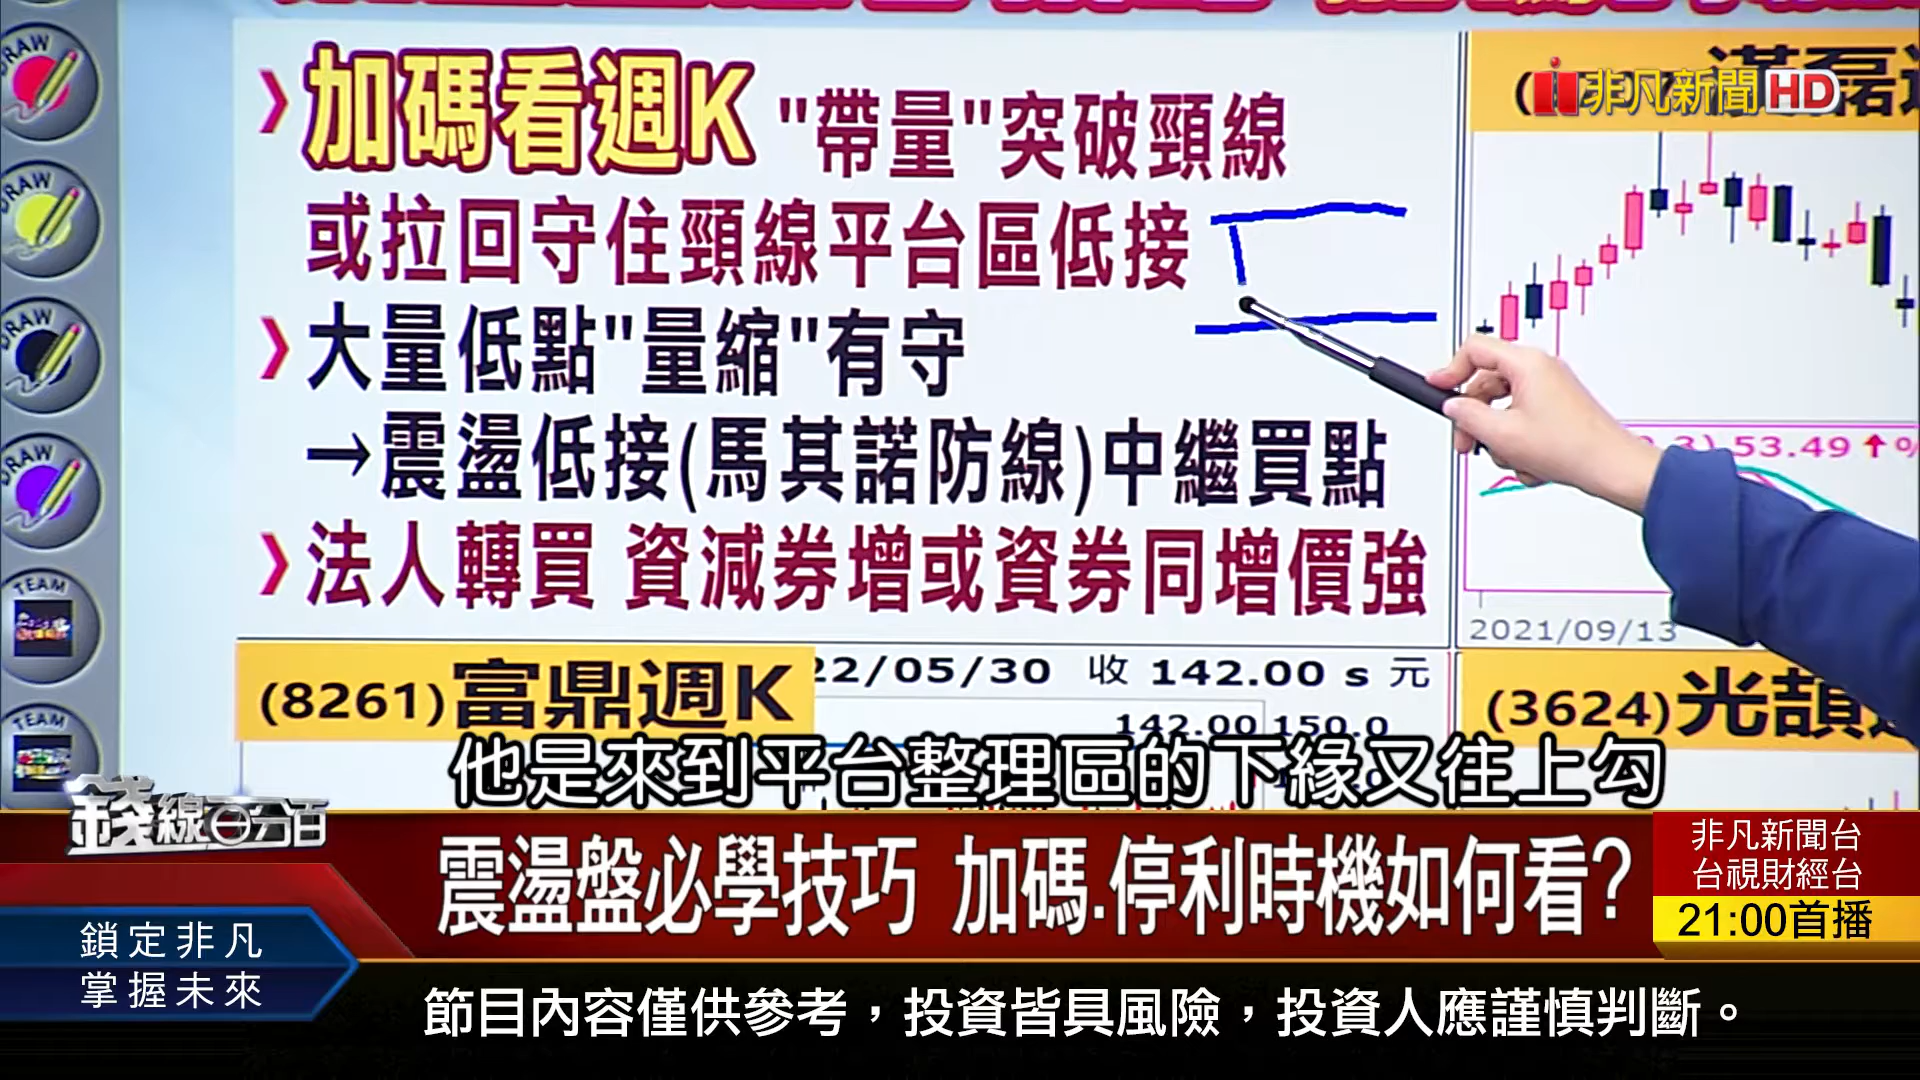 DRAW
DRAW
DRAW
DRAW
TEAM
TEAM
非凡新聞HD
加碼看週K "帶量"突破頸線
或拉回守住頸線平台區低接
大量低點"量縮"有守
→震盪低接(馬其諾防線)中繼買點
法人轉買 資減券增或資券同增價強
53.49
2021/09/13
(8261)富鼎週K
22/05/30 收 142.00 s 元
142.00 150.0
(3624)光頡
他是來到平台整理區的下緣又往上勾
錢線百分百
震盪盤必學技巧 加碼.停利時機如何看?
非凡新聞台
台視財經台
21:00首播
鎖定非凡
掌握未來
節目內容僅供參考，投資皆具風險，投資人應謹慎判斷。